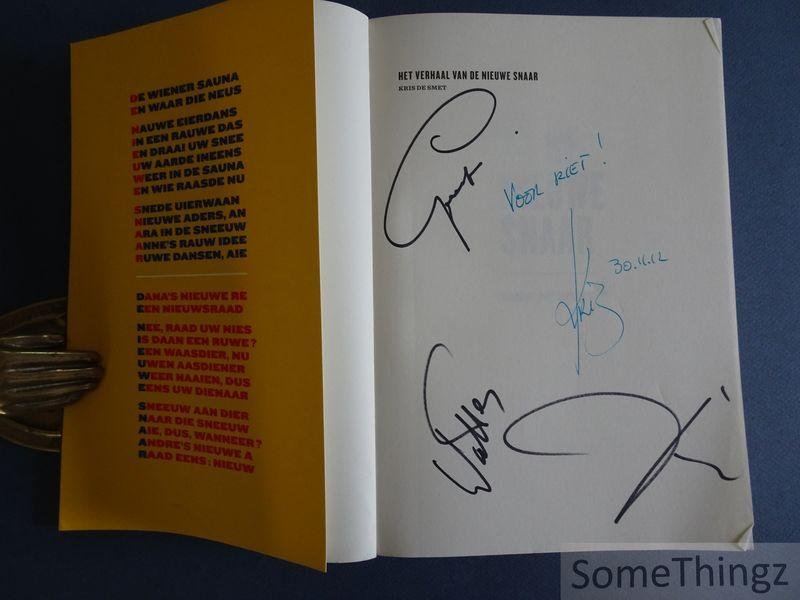 DE WIENER SAUNA
EN WAAR DIE NEUS
NAUWE EIERDANS
IN EEN RAUWE DAS
EN DRAAI UW SNEE
UW AARDE INEENS
WEER IN DE SAUNA
EN WIE RAASDE NU
SNEDE UIERWAAN
NIEUWE ADERS, AN
ARA IN DE SNEEUW
ANNE'S RAUW IDEE
RUWE DANSEN, AIE
DANA'S NIEUWE RE
EEN NIEUWSRAAD
NEE, RAAD UW NIES
IS DAAN EEN RUWE?
EEN WAASDIER, NU
UWEN AASDIENER
WEER NAAIEN, DUS
EENS UW DIENAAR
SNEEUW AAN DIER
NAAR DIE SNEEUW
AIE, DUS, WANNEER?
ANDRE'S NIEUWE A
RAAD EENS: NIEUW
HET VERHAAL VAN DE NIEUWE SNAAR
KRIS DE SMET
Geert
VOOR RIET!
30.11.12
Kris
Walter
SomeThingz